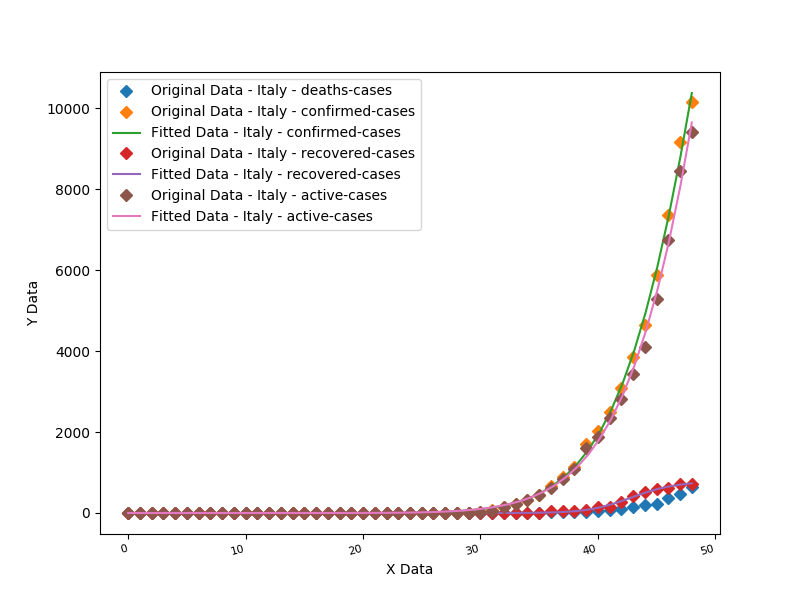 Original Data - Italy - deaths-cases
Original Data - Italy - confirmed-cases
Fitted Data - Italy - confirmed-cases
Original Data - Italy - recovered-cases
Fitted Data - Italy - recovered-cases
Original Data - Italy - active-cases
Fitted Data - Italy - active-cases
10000
8000
6000
4000
2000
0
Y Data
0 10 20 30 40 50
X Data